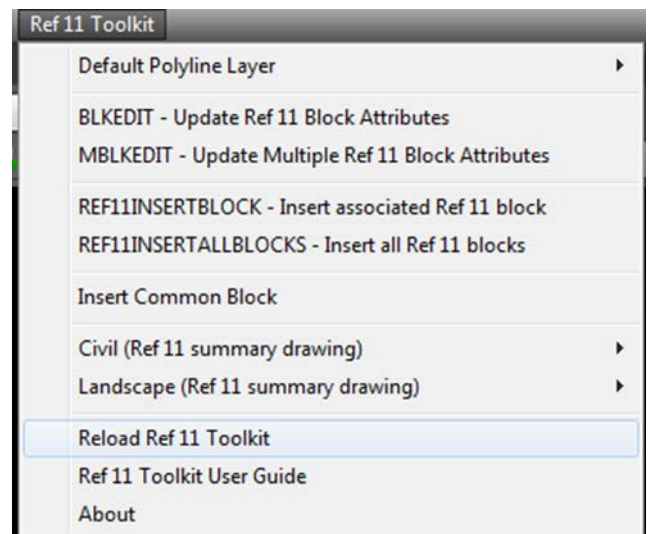 Ref 11 Toolkit
Default Polyline Layer
BLKEDIT - Update Ref 11 Block Attributes
MBLKEDIT - Update Multiple Ref 11 Block Attributes
REF11INSERTBLOCK - Insert associated Ref 11 block
REF11INSERTALLBLOCKS - Insert all Ref 11 blocks
Insert Common Block
Civil (Ref 11 summary drawing)
Landscape (Ref 11 summary drawing)
Reload Ref 11 Toolkit
Ref 11 Toolkit User Guide
About